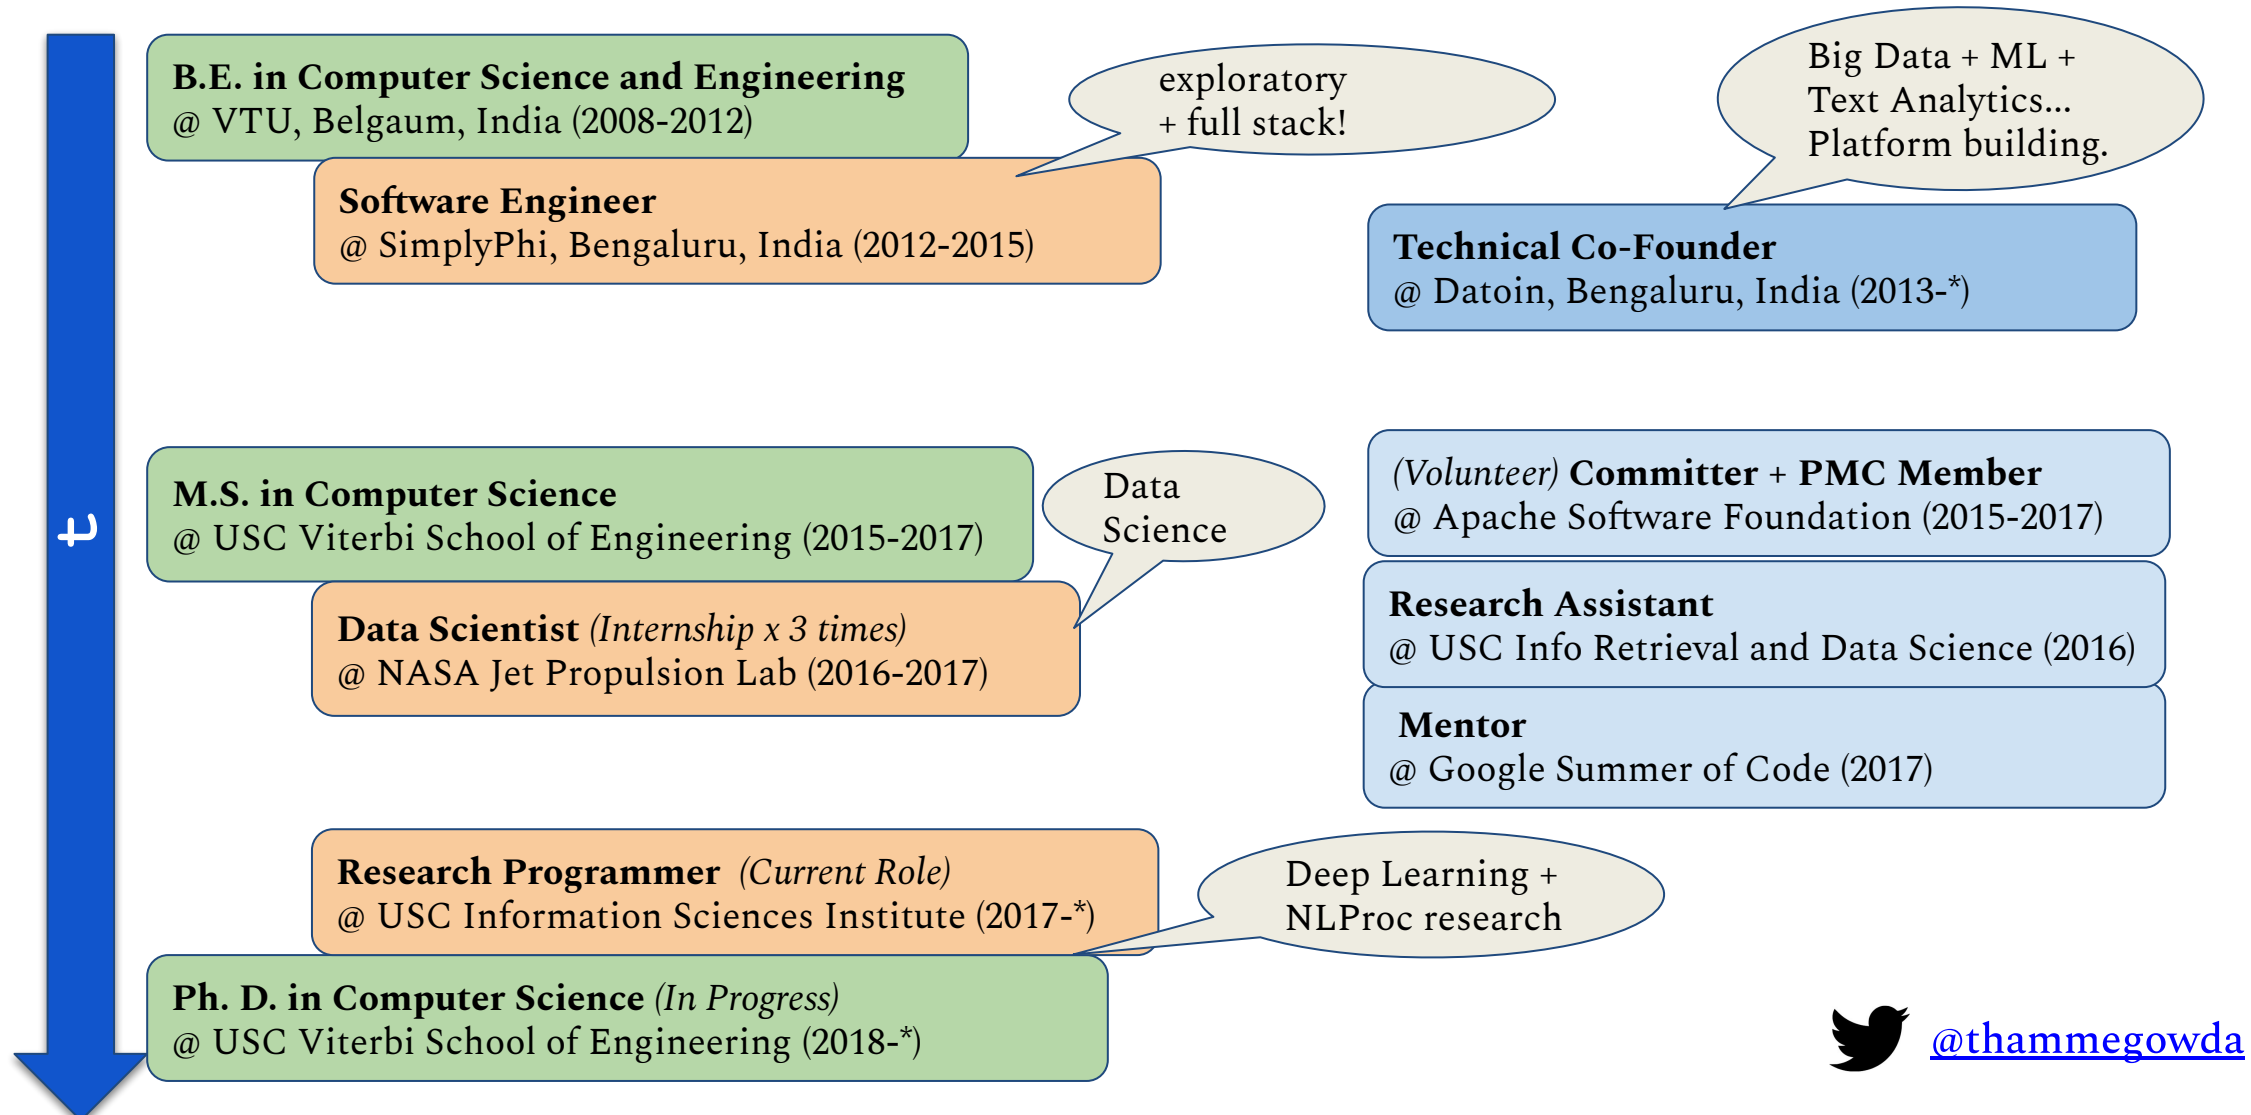 B.E. in Computer Science and Engineering
@ VTU, Belgaum, India (2008-2012)
exploratory
+ full stack!
Big Data + ML +
Text Analytics...
Platform building.
Software Engineer
@ SimplyPhi, Bengaluru, India (2012-2015)
Technical Co-Founder
@ Datoin, Bengaluru, India (2013-*)
t
M.S. in Computer Science
@ USC Viterbi School of Engineering (2015-2017)
Data
Science
(Volunteer) Committer + PMC Member
@ Apache Software Foundation (2015-2017)
Data Scientist (Internship x 3 times)
@ NASA Jet Propulsion Lab (2016-2017)
Research Assistant
@ USC Info Retrieval and Data Science (2016)
Mentor
@ Google Summer of Code (2017)
Research Programmer (Current Role)
@ USC Information Sciences Institute (2017-*)
Deep Learning +
NLProc research
Ph. D. in Computer Science (In Progress)
@ USC Viterbi School of Engineering (2018-*)
@thammegowda